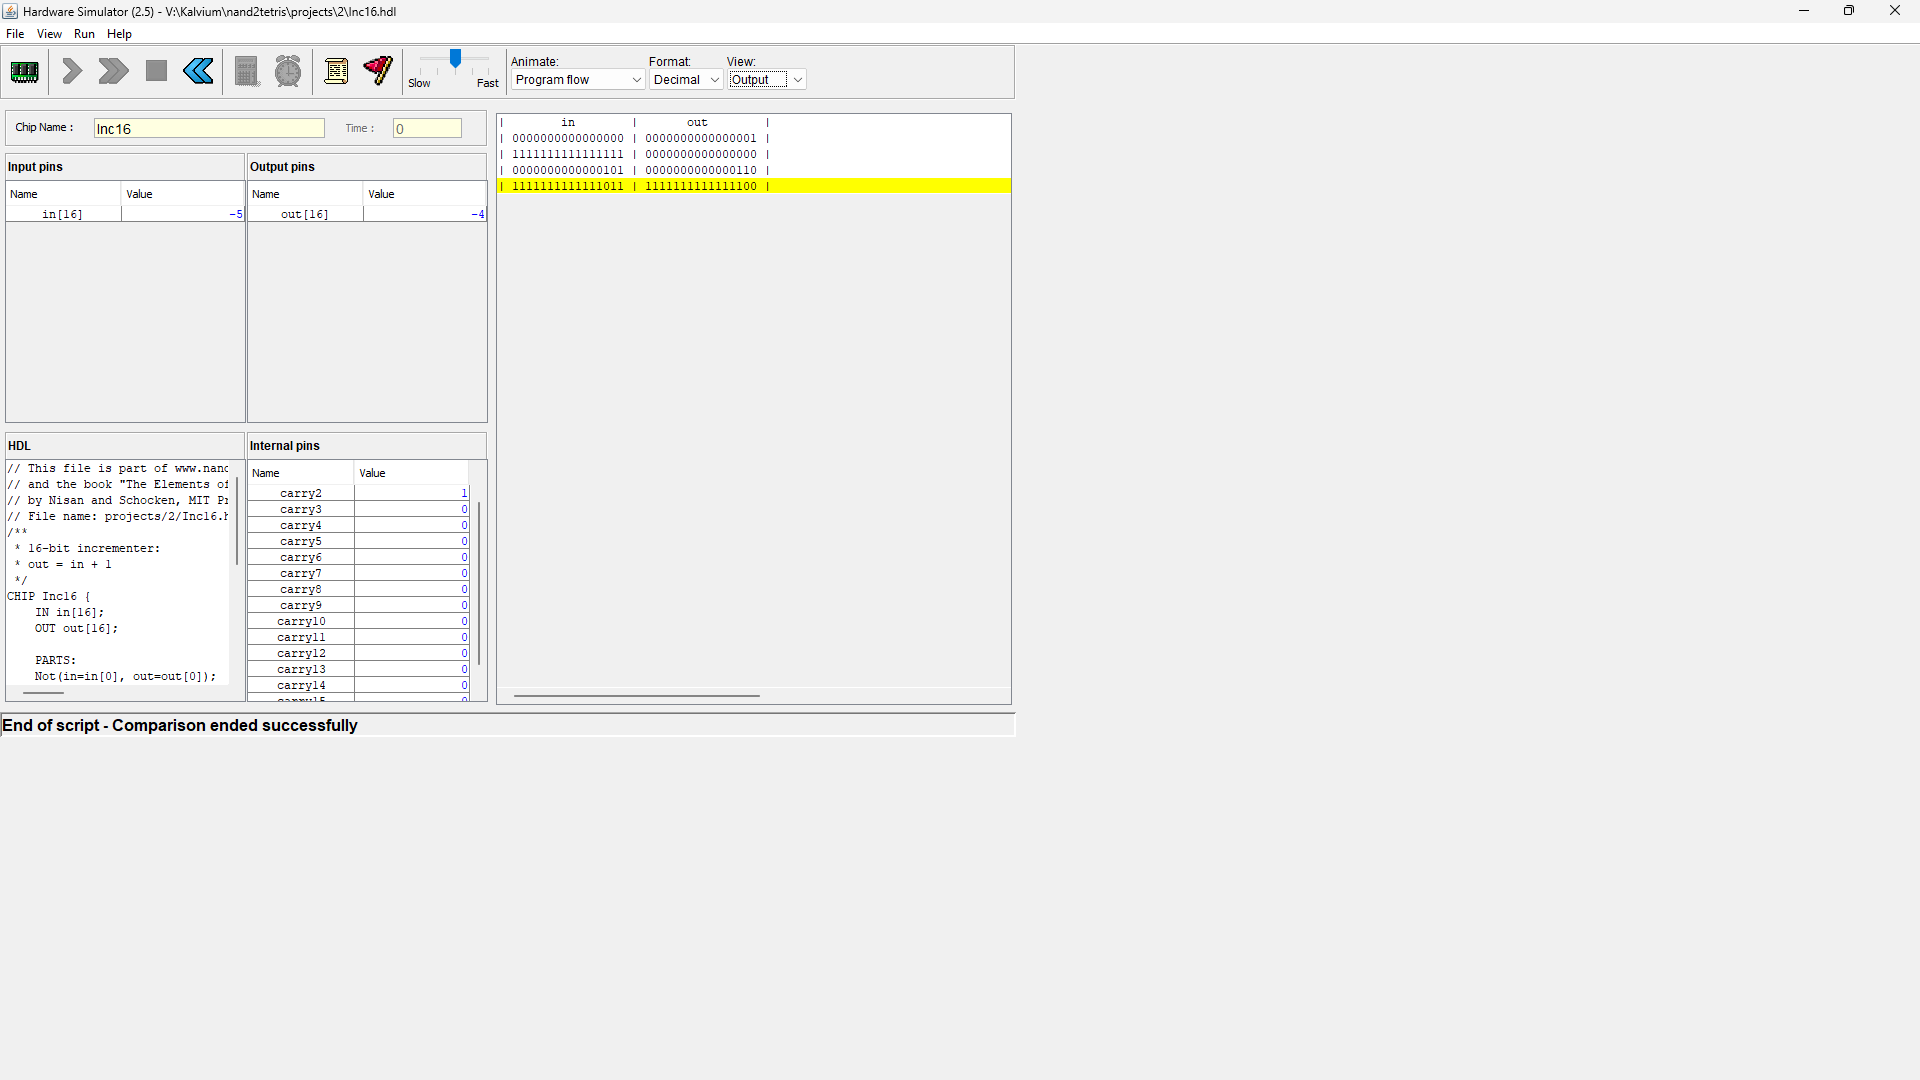 Hardware Simulator (2.5) - V:\Kalvium\nand2tetris\projects\2\Inc16.hdl
File View Run Help
Slow Fast
Animate: Format: View:
Program flow Decimal Output
Chip Name : Inc16 Time : 0
Input pins Output pins
Name Value Name Value
in[16] -5 out[16] -4
| in | out |
| 0000000000000000 | 0000000000000001 |
| 1111111111111111 | 0000000000000000 |
| 0000000000000101 | 0000000000000110 |
| 1111111111111011 | 1111111111111100 |
HDL
// This file is part of www.nand
// and the book "The Elements of
// by Nisan and Schocken, MIT Pr
// File name: projects/2/Inc16.h
/**
* 16-bit incrementer:
* out = in + 1
*/
CHIP Inc16 {
IN in[16];
OUT out[16];
PARTS:
Not(in=in[0], out=out[0]);
Internal pins
Name Value
carry2 1
carry3 0
carry4 0
carry5 0
carry6 0
carry7 0
carry8 0
carry9 0
carry10 0
carry11 0
carry12 0
carry13 0
carry14 0
carry15 0
End of script - Comparison ended successfully